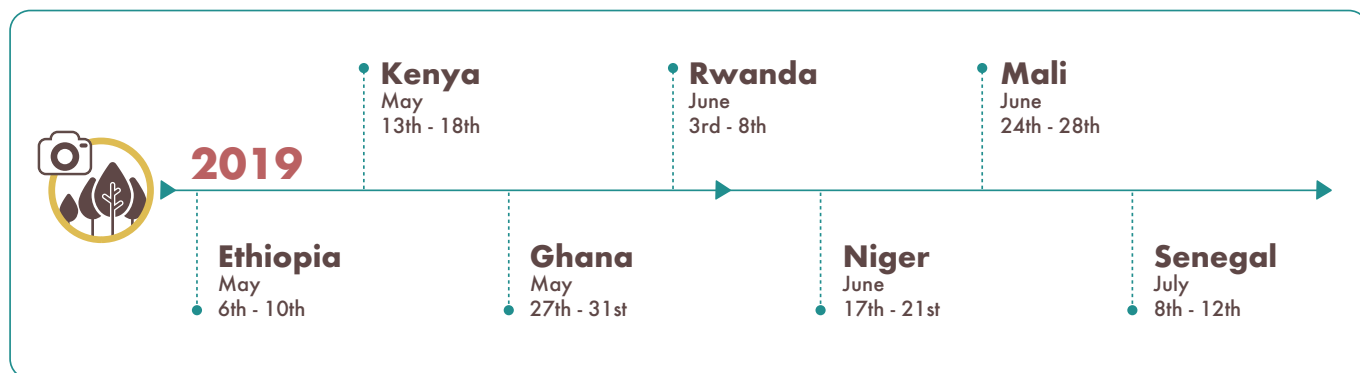 Kenya
May
13th - 18th
Rwanda
June
3rd - 8th
Mali
June
24th - 28th
2019
Ethiopia
May
6th - 10th
Ghana
May
27th - 31st
Niger
June
17th - 21st
Senegal
July
8th - 12th